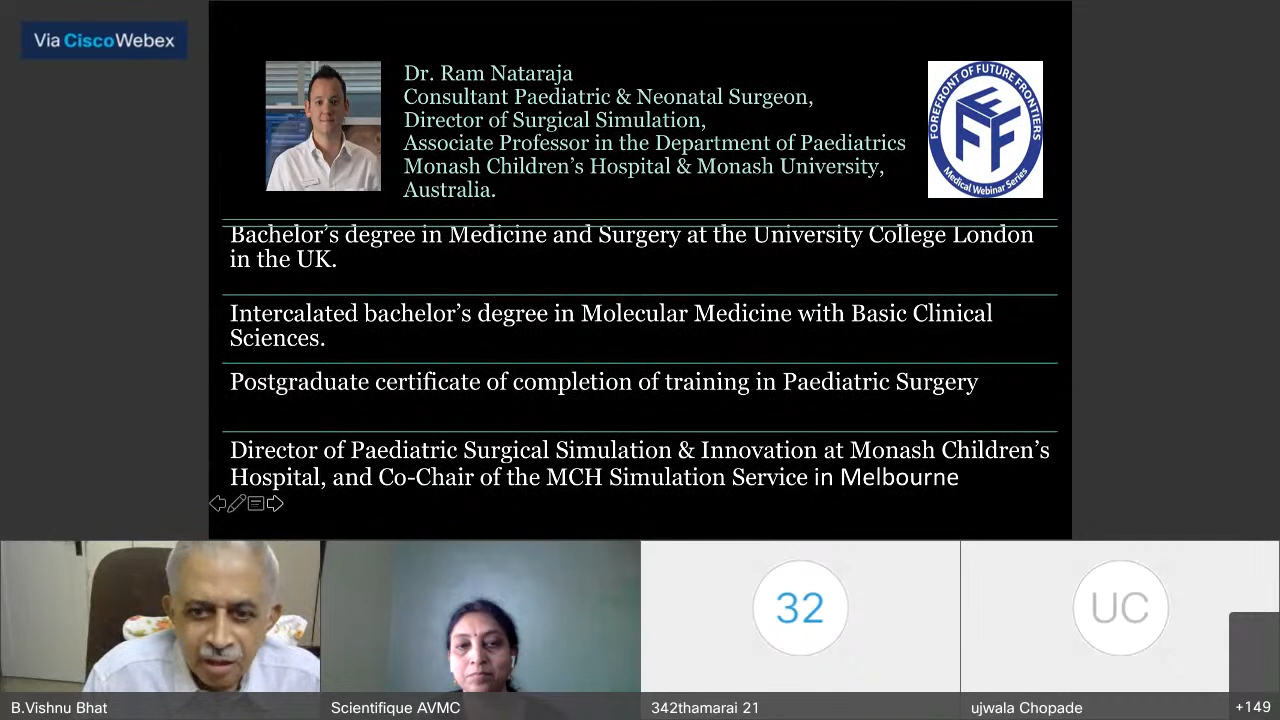 Via Cisco Webex
Dr. Ram Nataraja
Consultant Paediatric & Neonatal Surgeon,
Director of Surgical Simulation,
Associate Professor in the Department of Paediatrics
Monash Children's Hospital & Monash University,
Australia.
FOREFRONT OF FUTURE FRONTIERS
FFF
Medical Webinar Series
Bachelor's degree in Medicine and Surgery at the University College London
in the UK.
Intercalated bachelor's degree in Molecular Medicine with Basic Clinical
Sciences.
Postgraduate certificate of completion of training in Paediatric Surgery
Director of Paediatric Surgical Simulation & Innovation at Monash Children's
Hospital, and Co-Chair of the MCH Simulation Service in Melbourne
32
UC
B.Vishnu Bhat
Scientifique AVMC
342thamarai 21
ujwala Chopade
+149